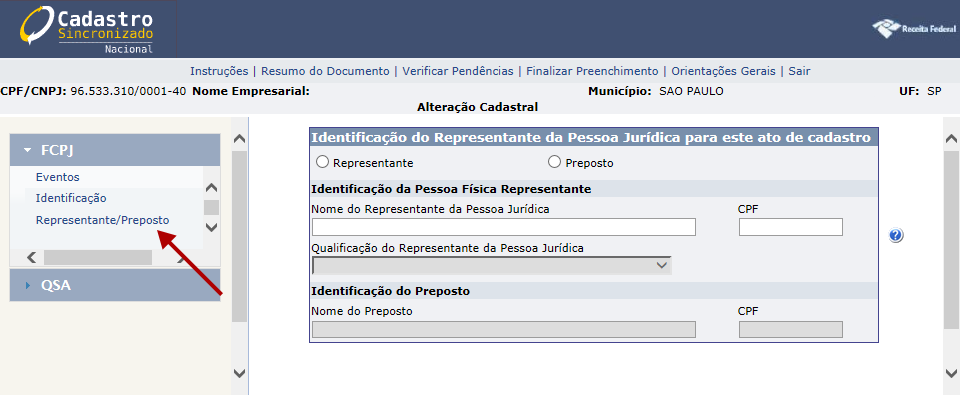 Cadastro
Sincronizado
Nacional
Receita Federal
Instruções | Resumo do Documento | Verificar Pendências | Finalizar Preenchimento | Orientações Gerais | Sair
CPF/CNPJ: 96.533.310/0001-40 Nome Empresarial: Município: SAO PAULO UF: SP
Alteração Cadastral
FCPJ
Eventos
Identificação
Representante/Preposto
QSA
Identificação do Representante da Pessoa Jurídica para este ato de cadastro
Representante Preposto
Identificação da Pessoa Física Representante
Nome do Representante da Pessoa Jurídica CPF
Qualificação do Representante da Pessoa Jurídica
Identificação do Preposto
Nome do Preposto CPF